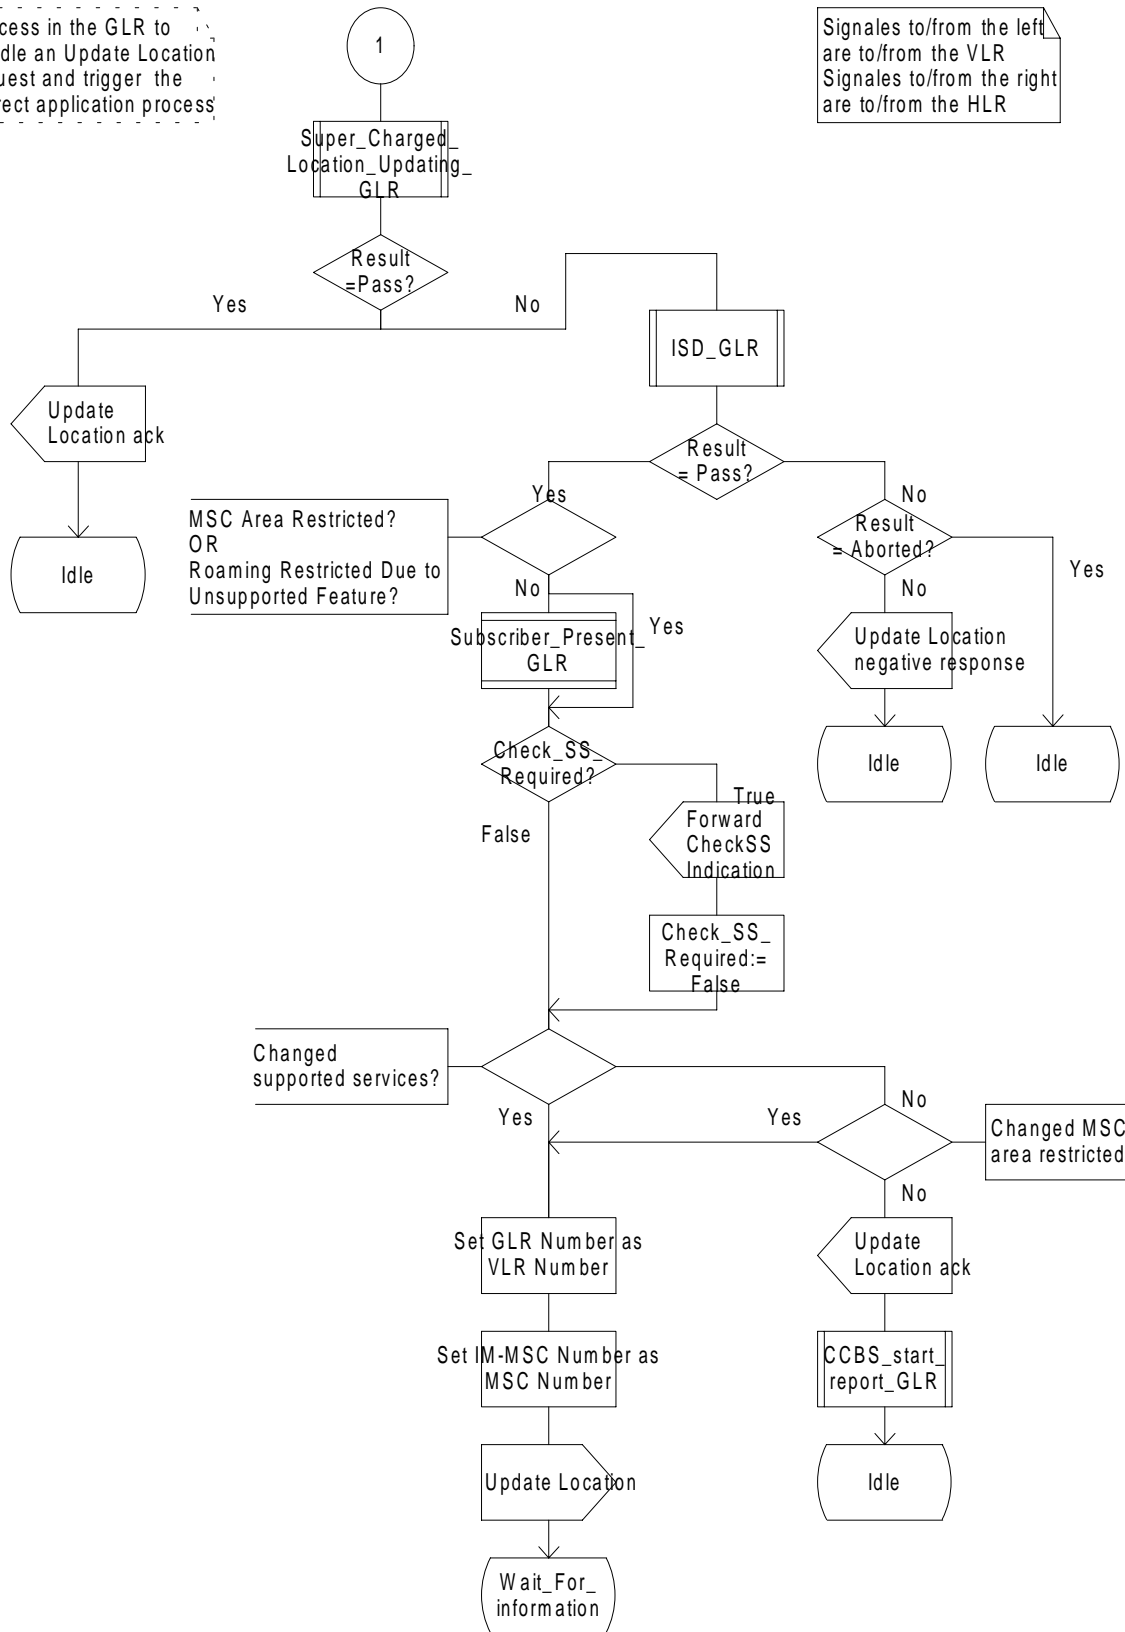 cess in the GLR to
dle an Update Location
uest and trigger the
rect application process
1
Signales to/from the left
are to/from the VLR
Signales to/from the right
are to/from the HLR
Super_Charged_
Location_Updating_
GLR
Result
=Pass?
Yes
No
ISD_GLR
Update
Location ack
Result
= Pass?
Yes
No
MSC Area Restricted?
OR
Roaming Restricted Due to
Unsupported Feature?
Result
= Aborted?
Idle
Yes
No
No
Subscriber_Present_
GLR
Yes
Update Location
negative response
Check_SS_
Required?
Idle
Idle
True
False
Forward
CheckSS
Indication
Check_SS_
Required:=
False
Changed
supported services?
No
Yes
Yes
Changed MSC
area restricted
No
Set GLR Number as
VLR Number
Update
Location ack
Set IM-MSC Number as
MSC Number
CCBS_start_
report_GLR
Update Location
Idle
Wait_For_
information